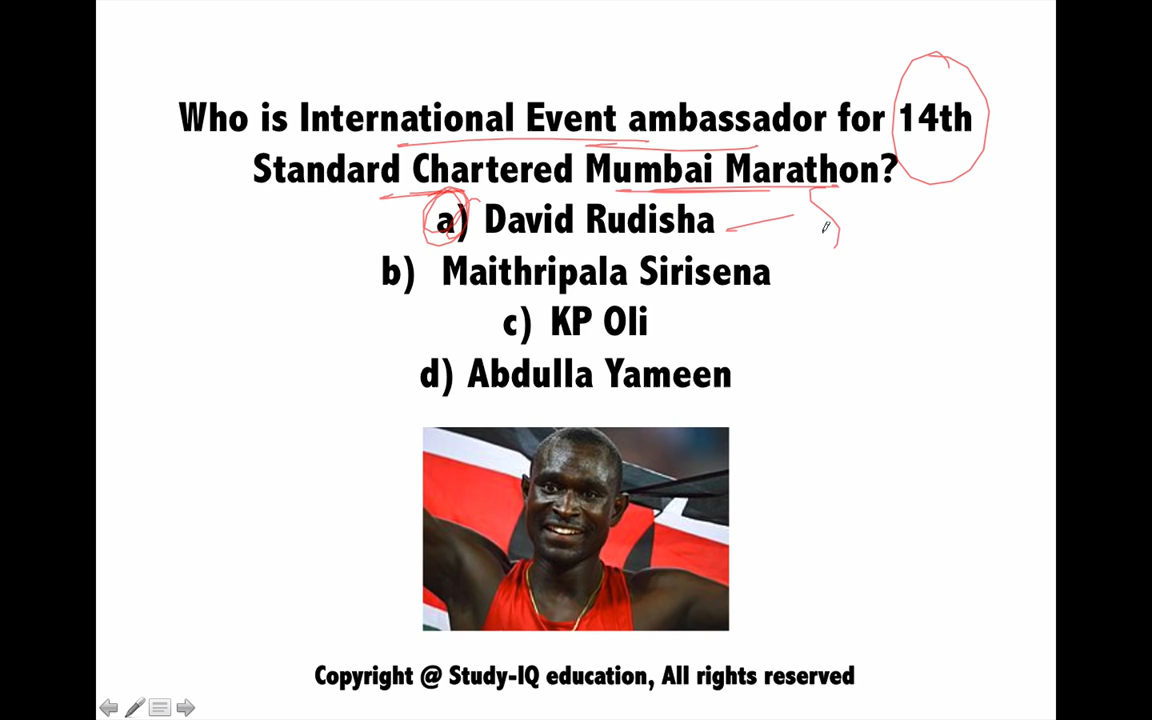 Who is International Event ambassador for 14th
Standard Chartered Mumbai Marathon?
a) David Rudisha
b) Maithripala Sirisena
c) KP Oli
d) Abdulla Yameen
Copyright @ Study-IQ education, All rights reserved